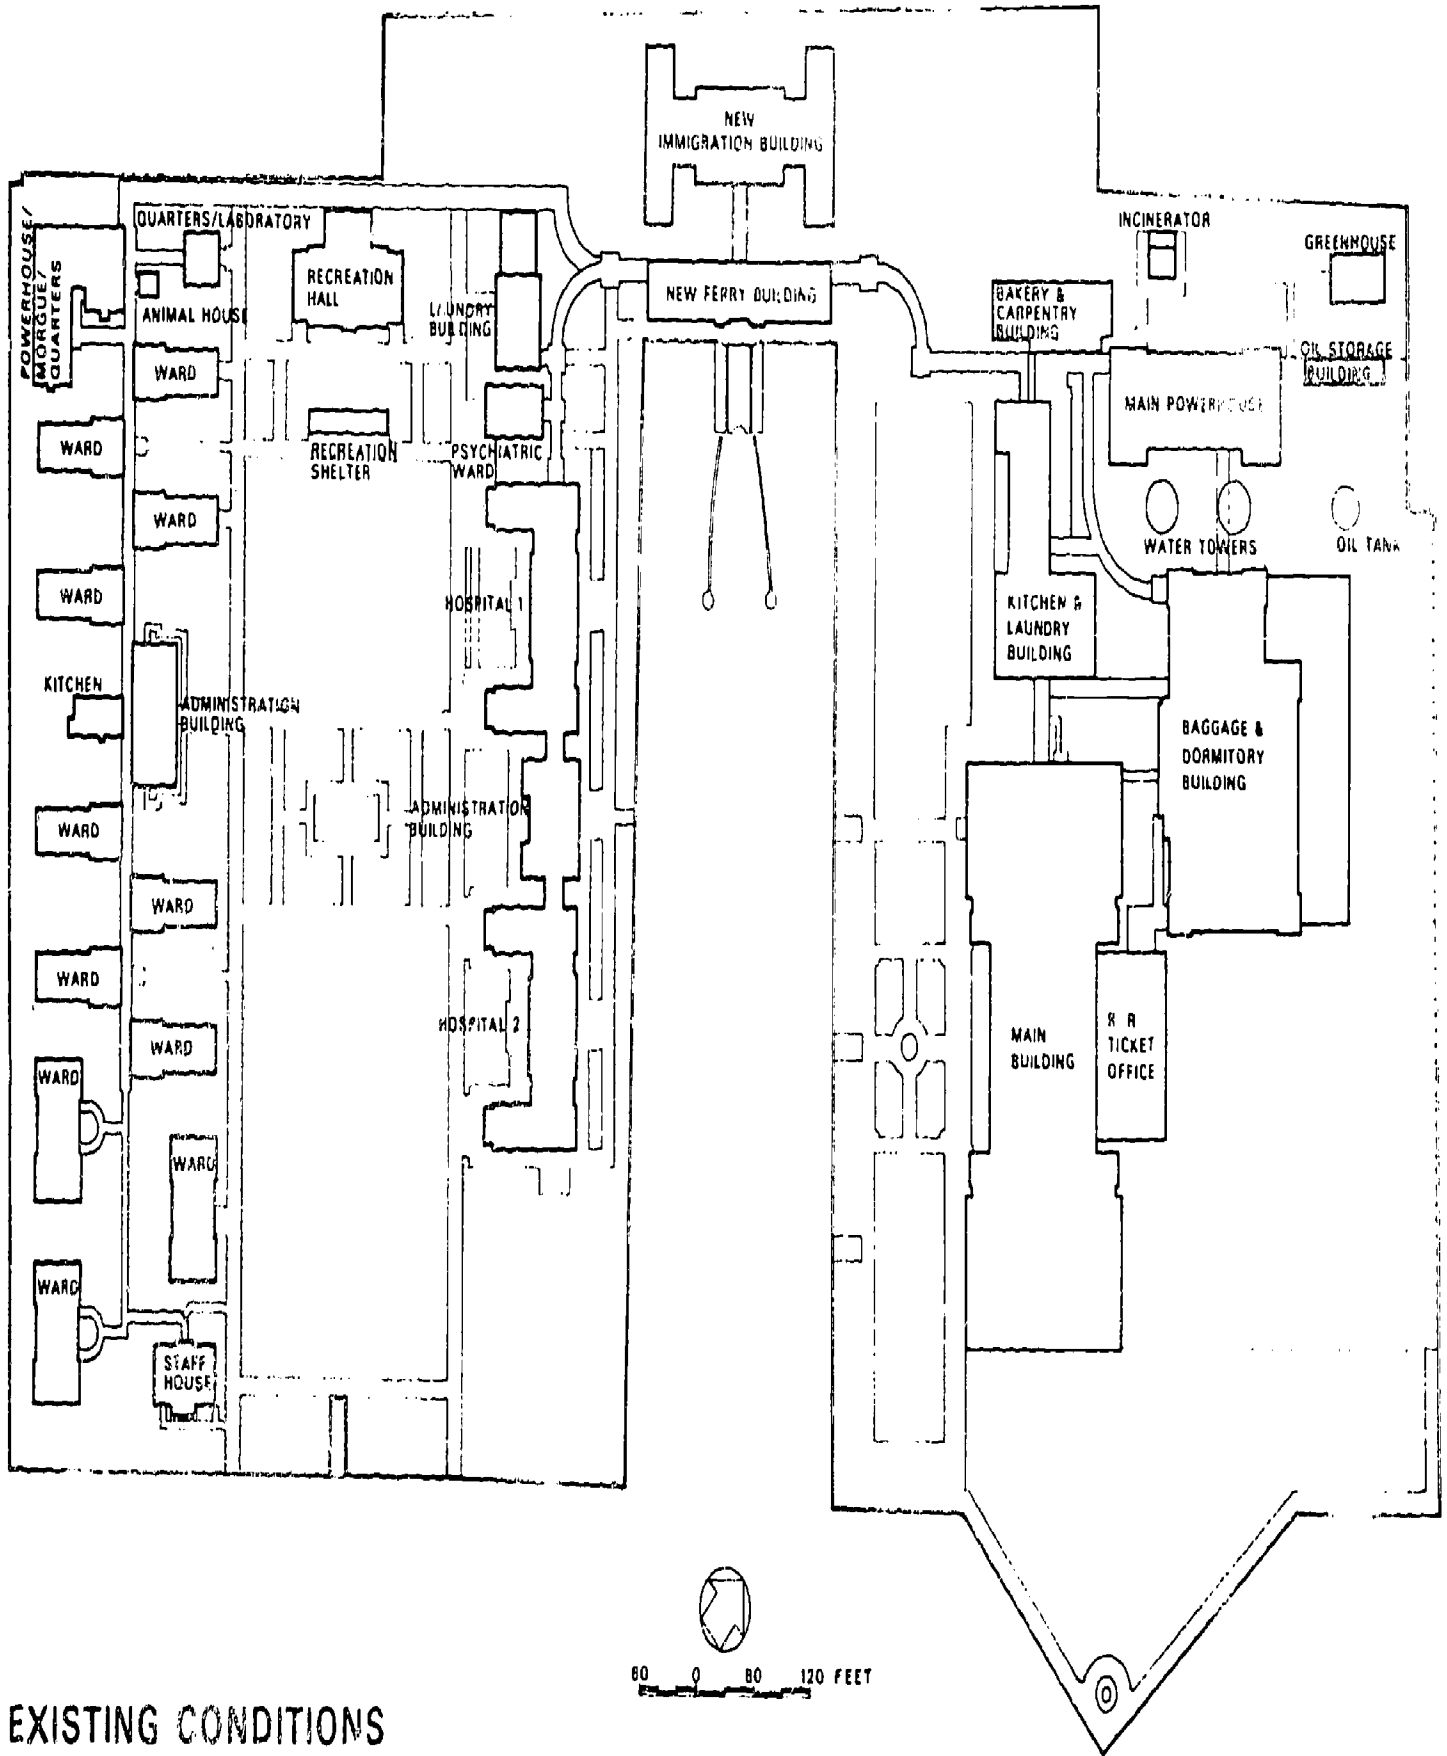 NEW
IMMIGRATION BUILDING
QUARTERS/LABORATORY
INCINERATOR
GREENHOUSE
POWERHOUSE/
MORGUE/
QUARTERS
RECREATION
HALL
ANIMAL HOUSE
LAUNDRY
BUILDING
NEW FERRY BUILDING
BAKERY &
CARPENTRY
BUILDING
OIL STORAGE
BUILDING
WARD
MAIN POWERHOUSE
WARD
RECREATION
SHELTER
PSYCHIATRIC
WARD
WARD
WATER TOWERS
OIL TANK
WARD
HOSPITAL 1
KITCHEN &
LAUNDRY
BUILDING
KITCHEN
ADMINISTRATION
BUILDING
BAGGAGE &
DORMITORY
BUILDING
WARD
ADMINISTRATION
BUILDING
WARD
WARD
HOSPITAL 2
WARD
MAIN
BUILDING
R R
TICKET
OFFICE
WARD
WARD
WARD
STAFF
HOUSE
60 0 60 120 FEET
EXISTING CONDITIONS